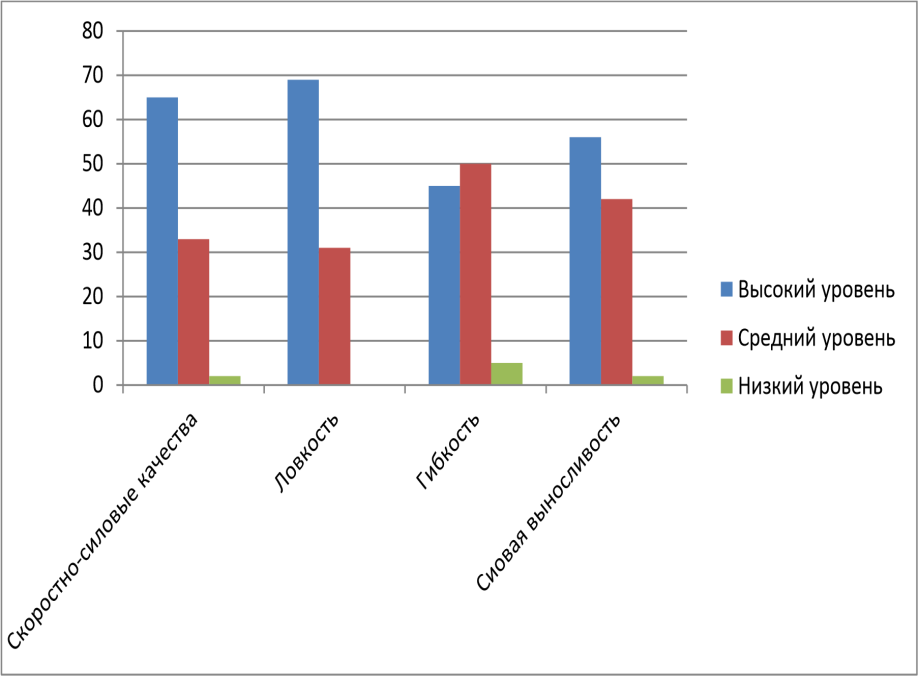 80
70
60
50
40
30
20
10
0
Скоростно-силовые качества
Ловкость
Гибкость
Сиовая выносливость
Высокий уровень
Средний уровень
Низкий уровень